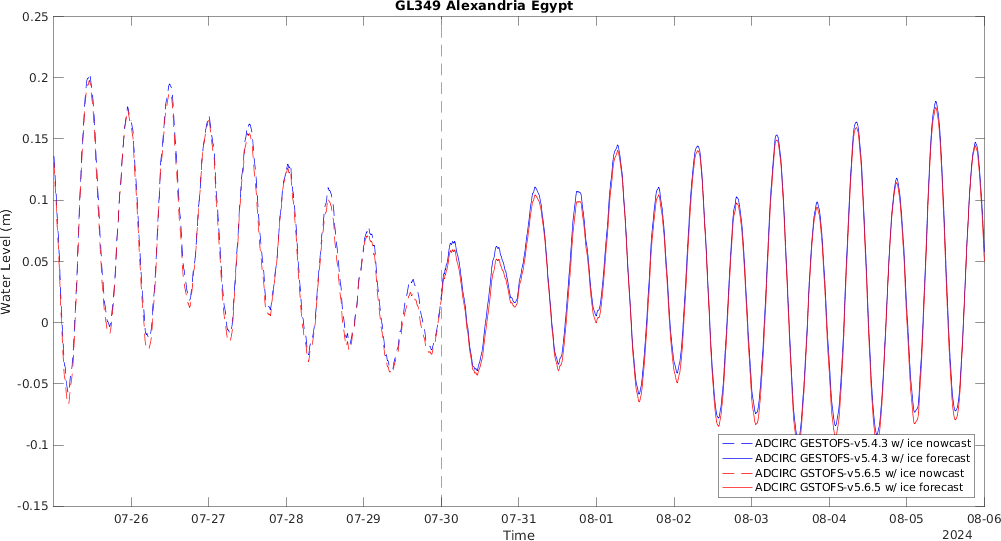 GL349 Alexandria Egypt
0.25
0.2
0.15
0.1
0.05
0
-0.05
-0.1
-0.15
Water Level (m)
ADCIRC GESTOFS-v5.4.3 w/ ice nowcast
ADCIRC GESTOFS-v5.4.3 w/ ice forecast
ADCIRC GSTOFS-v5.6.5 w/ ice nowcast
ADCIRC GSTOFS-v5.6.5 w/ ice forecast
07-26 07-27 07-28 07-29 07-30 07-31 08-01 08-02 08-03 08-04 08-05 08-06
Time
2024